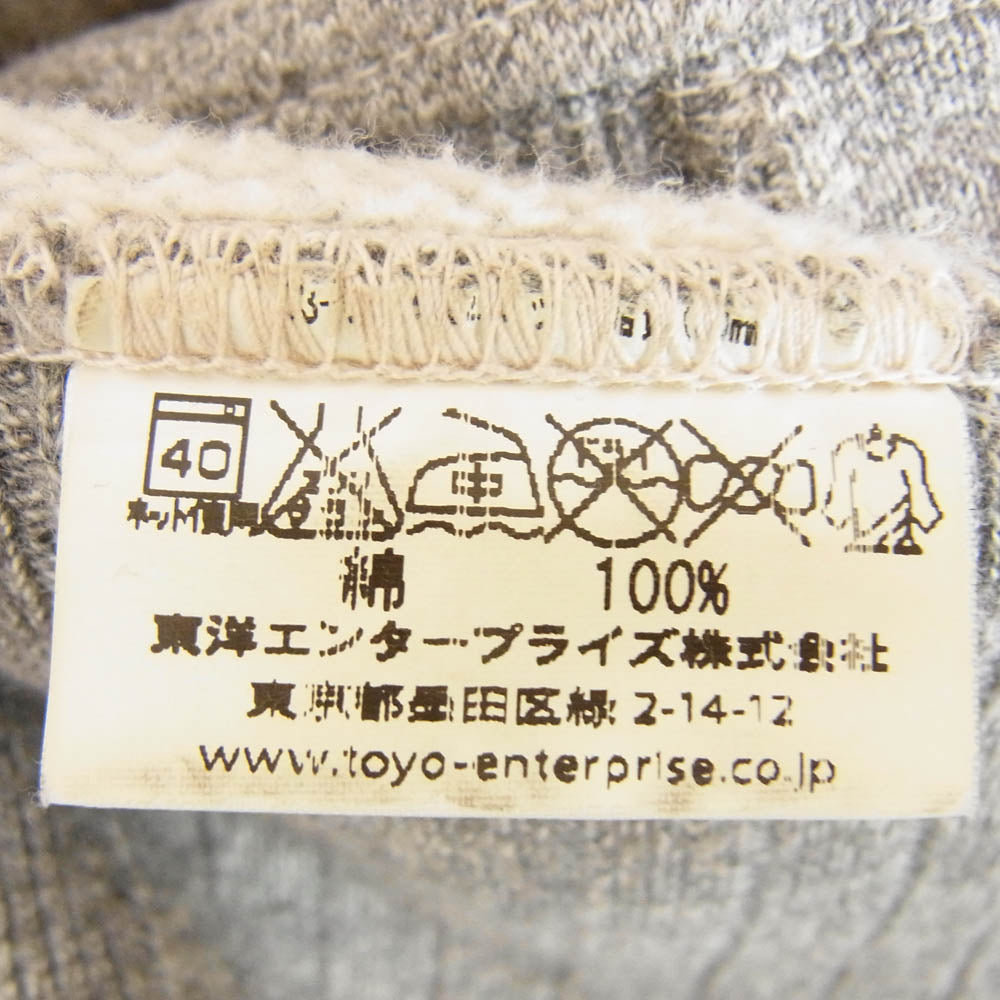 40
ネット使用
中
綿 100%
東洋エンタープライズ株式会社
東京都墨田区緑 2-14-12
www.toyo-enterprise.co.jp